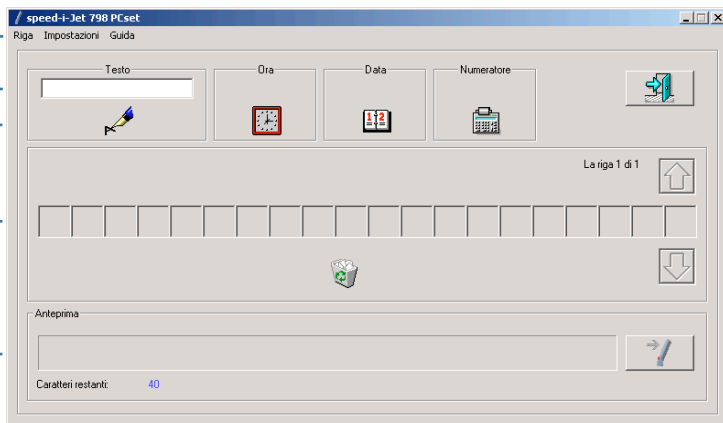 speed-i-Jet 798 PCset
Riga Impostazioni Guida
Testo Ora Data Numeratore
La riga 1 di 1
Anteprima
Caratteri restanti: 40